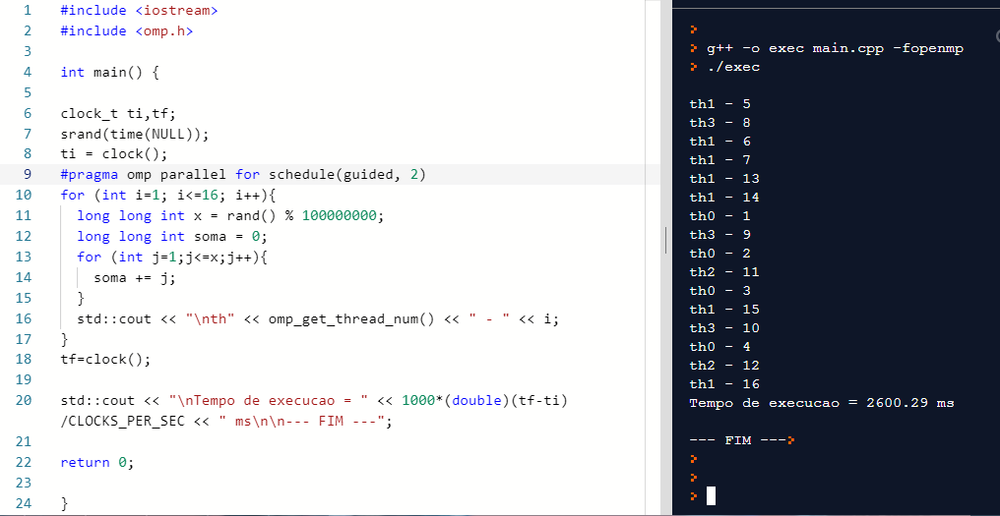 1 #include <iostream>
2 #include <omp.h>
3
4 int main() {
5
6 clock_t ti,tf;
7 srand(time(NULL));
8 ti = clock();
9 #pragma omp parallel for schedule(guided, 2)
10 for (int i=1; i<=16; i++){
11 long long int x = rand() % 100000000;
12 long long int soma = 0;
13 for (int j=1;j<=x;j++){
14 soma += j;
15 }
16 std::cout << "\nth" << omp_get_thread_num() << " - " << i;
17 }
18 tf=clock();
19
20 std::cout << "\nTempo de execucao = " << 1000*(double)(tf-ti)
/CLOCKS_PER_SEC << " ms\n\n--- FIM ---";
21
22 return 0;
23
24 }
>
> g++ -o exec main.cpp -fopenmp
> ./exec
th1 - 5
th3 - 8
th1 - 6
th1 - 7
th1 - 13
th1 - 14
th0 - 1
th3 - 9
th0 - 2
th2 - 11
th0 - 3
th1 - 15
th3 - 10
th0 - 4
th2 - 12
th1 - 16
Tempo de execucao = 2600.29 ms
--- FIM --->
>
>
>